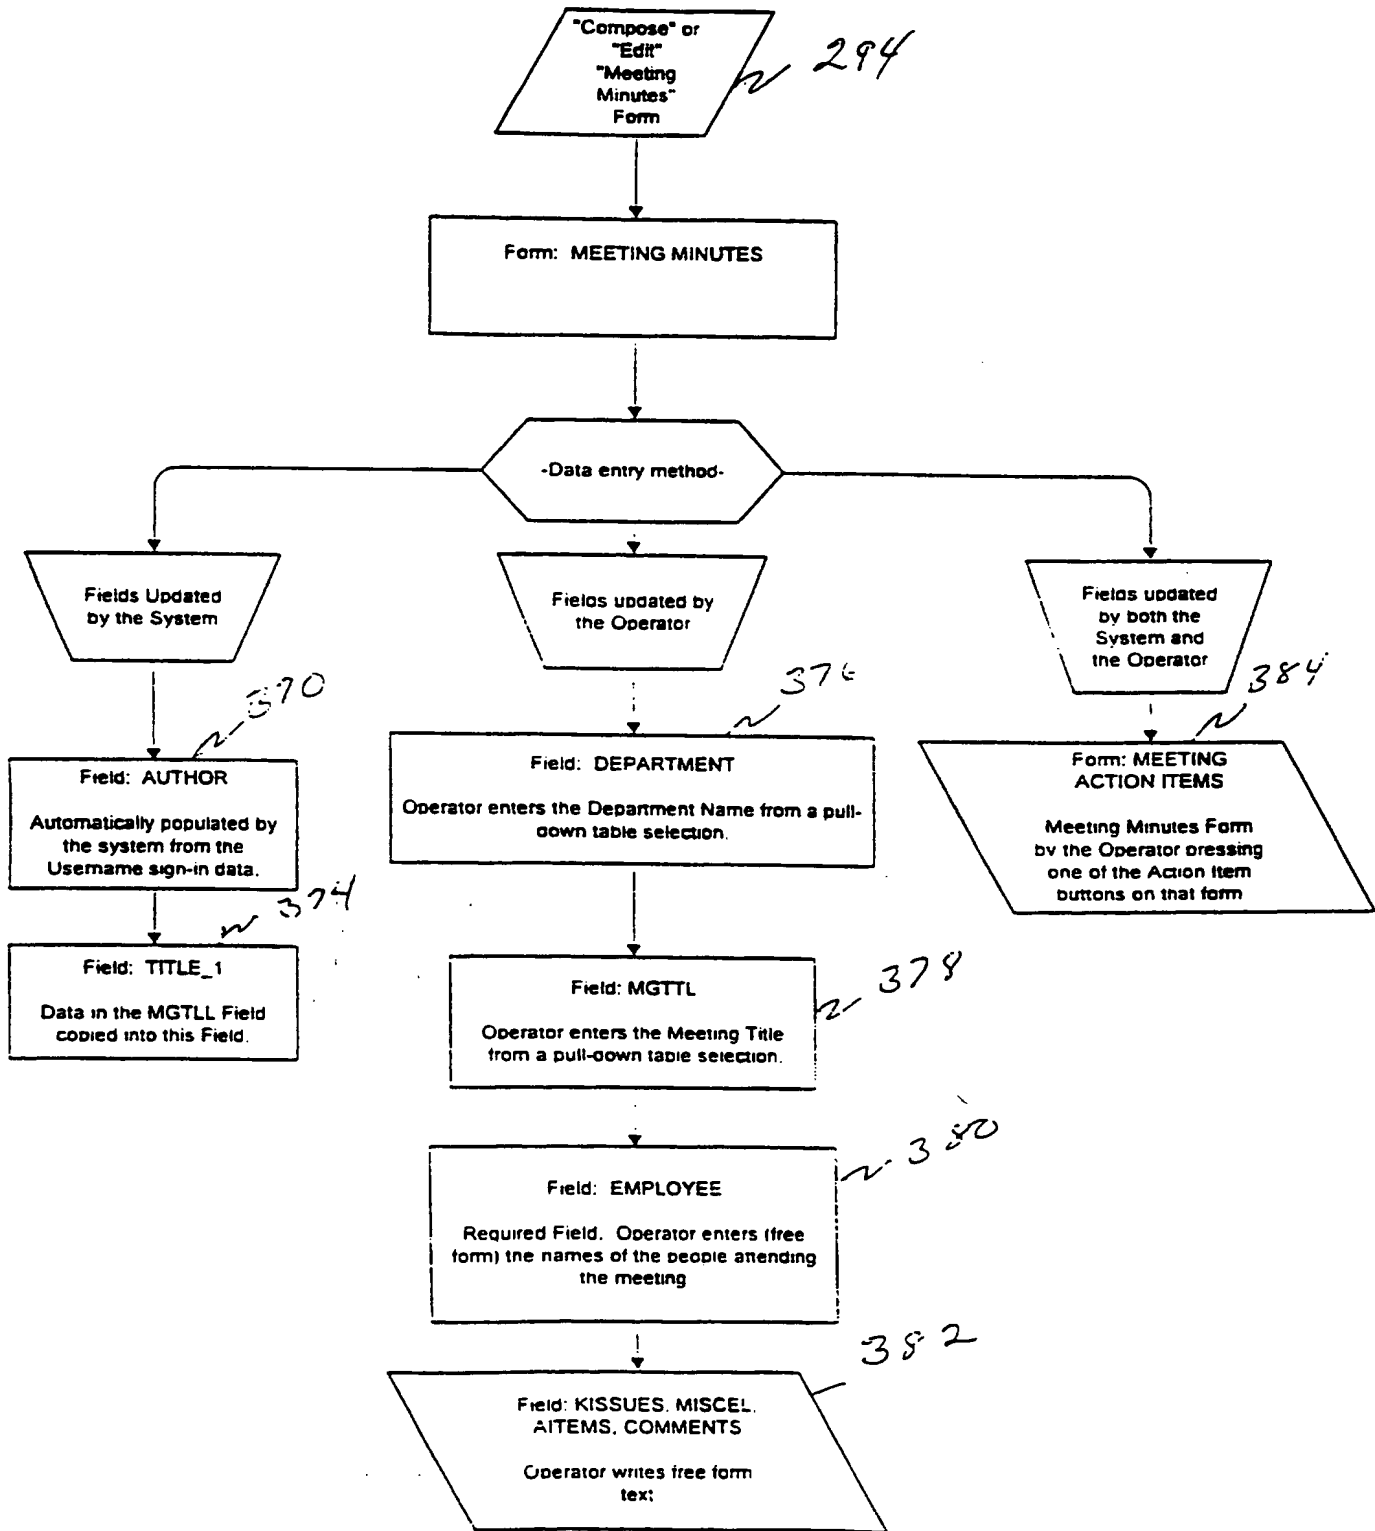 "Compose" or
"Edit"
"Meeting
Minutes"
Form
294
Form: MEETING MINUTES
-Data entry method-
Fields Updated
by the System
Fields updated by
the Operator
Fields updated
by both the
System and
the Operator
370
Field: AUTHOR
Automatically populated by
the system from the
Username sign-in data.
374
Field: TITLE_1
Data in the MGTLL Field
copied into this Field.
376
Field: DEPARTMENT
Operator enters the Department Name from a pull-
down table selection.
378
Field: MGTTL
Operator enters the Meeting Title
from a pull-down table selection.
380
Field: EMPLOYEE
Required Field. Operator enters (free
form) the names of the people attending
the meeting
382
Field: KISSUES, MISCEL,
AITEMS, COMMENTS
Operator writes free form
text
384
Form: MEETING
ACTION ITEMS
Meeting Minutes Form
by the Operator pressing
one of the Action Item
buttons on that form